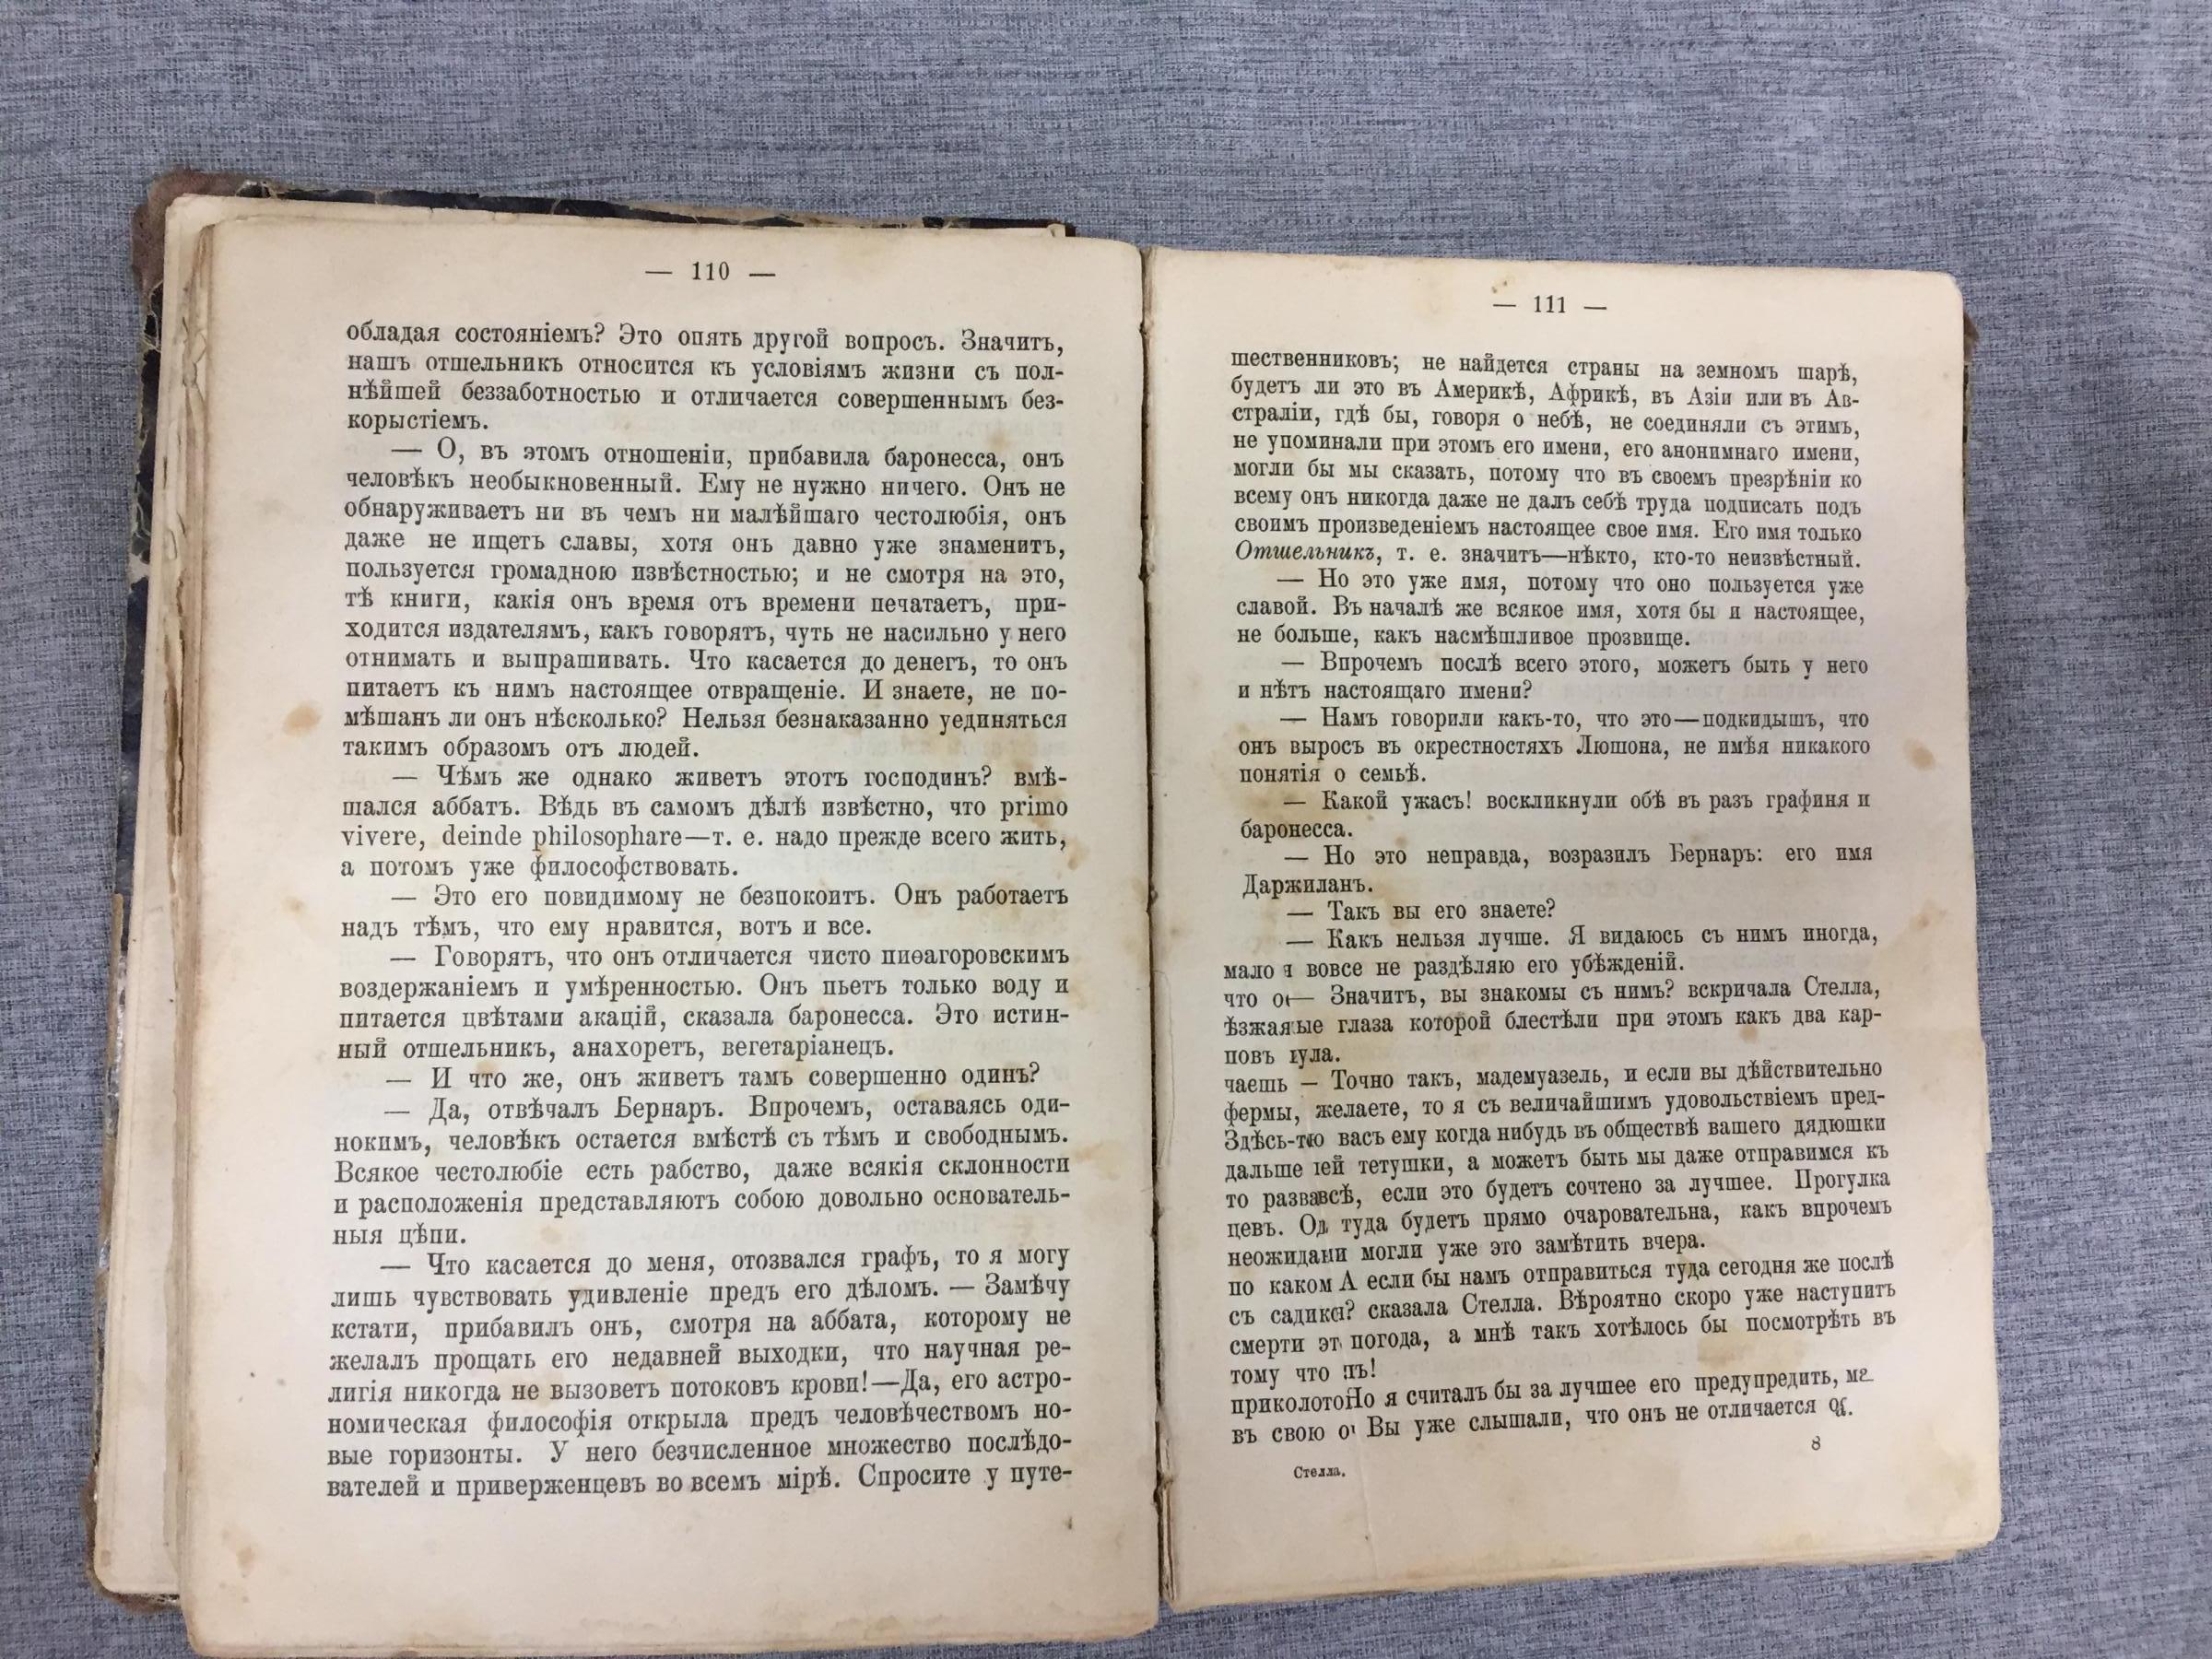 — 110 —
обладая состояніемъ? Это опять другой вопросъ. Значитъ,
нашъ отшельникъ относится къ условіямъ жизни съ пол-
нѣйшей беззаботностью и отличается совершеннымъ без-
корыстіемъ.
— О, въ этомъ отношеніи, прибавила баронесса, онъ
человѣкъ необыкновенный. Ему не нужно ничего. Онъ не
обнаруживаетъ ни въ чемъ ни малѣйшаго честолюбія, онъ
даже не ищетъ славы, хотя онъ давно уже знаменитъ,
пользуется громадною извѣстностью; и не смотря на это,
тѣ книги, какія онъ время отъ времени печатаетъ, при-
ходится издателямъ, какъ говорятъ, чуть не насильно у него
отнимать и выпрашивать. Что касается до денегъ, то онъ
питаетъ къ нимъ настоящее отвращеніе. И знаете, не по-
мѣшанъ ли онъ нѣсколько? Нельзя безнаказанно уединяться
такимъ образомъ отъ людей.
— Чѣмъ же однако живетъ этотъ господинъ? вмѣ-
шался аббатъ. Вѣдь въ самомъ дѣлѣ извѣстно, что primo
vivere, deinde philosophare—т. е. надо прежде всего жить,
а потомъ уже философствовать.
— Это его повидимому не безпокоитъ. Онъ работаетъ
надъ тѣмъ, что ему нравится, вотъ и все.
— Говорятъ, что онъ отличается чисто пиѳагоровскимъ
воздержаніемъ и умѣренностью. Онъ пьетъ только воду и
питается цвѣтами акацій, сказала баронесса. Это истин-
ный отшельникъ, анахоретъ, вегетаріанецъ.
— И что же, онъ живетъ тамъ совершенно одинъ?
— Да, отвѣчалъ Бернаръ. Впрочемъ, оставаясь оди-
нокимъ, человѣкъ остается вмѣстѣ съ тѣмъ и свободнымъ.
Всякое честолюбіе есть рабство, даже всякія склонности
и расположенія представляютъ собою довольно основатель-
ныя цѣпи.
— Что касается до меня, отозвался графъ, то я могу
лишь чувствовать удивленіе предъ его дѣломъ. — Замѣчу
кстати, прибавилъ онъ, смотря на аббата, которому не
желалъ прощать его недавней выходки, что научная ре-
лигія никогда не вызоветъ потоковъ крови!—Да, его астро-
номическая философія открыла предъ человѣчествомъ но-
вые горизонты. У него безчисленное множество послѣдо-
вателей и приверженцевъ во всемъ мірѣ. Спросите у путе-
— 111 —
шественниковъ; не найдется страны на земномъ шарѣ,
будетъ ли это въ Америкѣ, Африкѣ, въ Азіи или въ Ав-
страліи, гдѣ бы, говоря о небѣ, не соединяли съ этимъ,
не упоминали при этомъ его имени, его анонимнаго имени,
могли бы мы сказать, потому что въ своемъ презрѣніи ко
всему онъ никогда даже не далъ себѣ труда подписать подъ
своимъ произведеніемъ настоящее свое имя. Его имя только
Отшельникъ, т. е. значитъ—нѣкто, кто-то неизвѣстный.
— Но это уже имя, потому что оно пользуется уже
славой. Въ началѣ же всякое имя, хотя бы и настоящее,
не больше, какъ насмѣшливое прозвище.
— Впрочемъ послѣ всего этого, можетъ быть у него
и нѣтъ настоящаго имени?
— Намъ говорили какъ-то, что это—подкидышъ, что
онъ выросъ въ окрестностяхъ Люшона, не имѣя никакого
понятія о семьѣ.
— Какой ужасъ! воскликнули обѣ въ разъ графиня и
баронесса.
— Но это неправда, возразилъ Бернаръ: его имя
Даржиланъ.
— Такъ вы его знаете?
— Какъ нельзя лучше. Я видаюсь съ нимъ иногда,
мало вовсе не раздѣляю его убѣжденій.
что — Значитъ, вы знакомы съ нимъ? вскричала Стелла,
ѣзжая глаза которой блестѣли при этомъ какъ два кар-
повъ
чаешь — Точно такъ, мадемуазель, и если вы дѣйствительно
фермы, желаете, то я съ величайшимъ удовольствіемъ пред-
Здѣсь-т васъ ему когда нибудь въ обществѣ вашего дядюшки
дальше тетушки, а можетъ быть мы даже отправимся къ
то если это будетъ сочтено за лучшее. Прогулка
цевъ. туда будетъ прямо очаровательна, какъ впрочемъ
могли уже это замѣтить вчера.
по каком А если бы намъ отправиться туда сегодня же послѣ
съ сказала Стелла. Вѣроятно скоро уже наступитъ
смерти погода, а мнѣ такъ хотѣлось бы посмотрѣть въ
тому что
Но я считалъ бы за лучшее его предупредить,
въ свою Вы уже слышали, что онъ не отличается
8
Стелла.